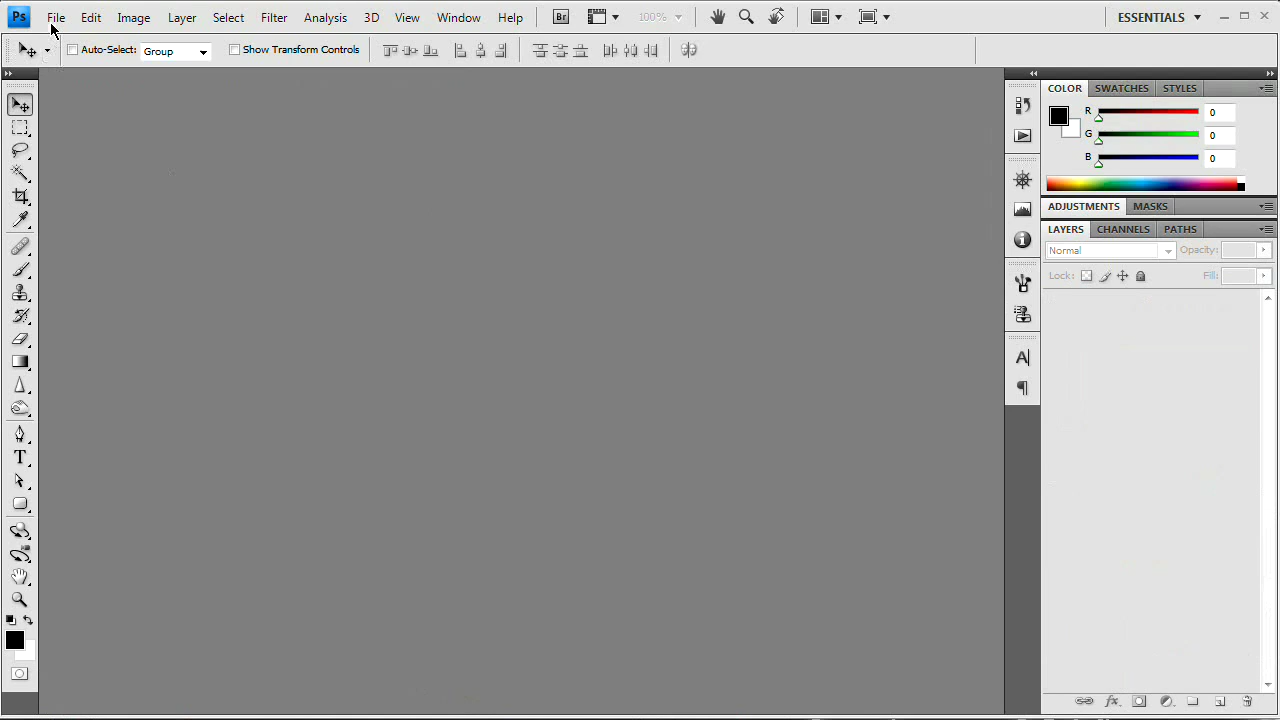 Ps File Edit Image Layer Select Filter Analysis 3D View Window Help Br 100% ESSENTIALS
Auto-Select: Group Show Transform Controls
COLOR SWATCHES STYLES
R 0
G 0
B 0
ADJUSTMENTS MASKS
LAYERS CHANNELS PATHS
Normal Opacity:
Lock: Fill:
A
T
fx